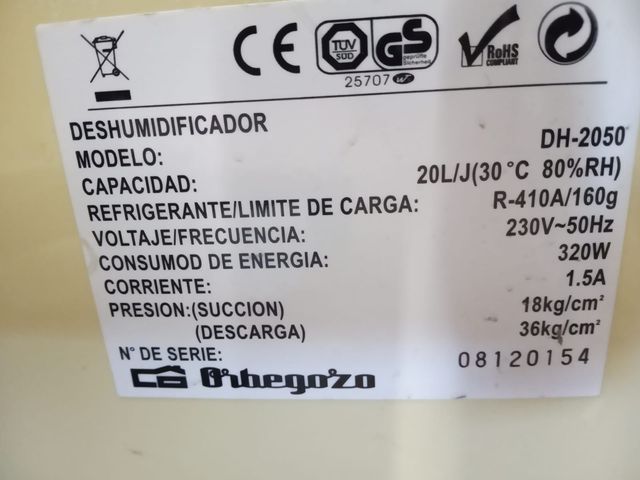 CE TÜV SÜD GS geprüfte Sicherheit RoHS COMPLIANT
25707
DESHUMIDIFICADOR
MODELO: DH-2050
CAPACIDAD: 20L/J(30°C 80%RH)
REFRIGERANTE/LIMITE DE CARGA: R-410A/160g
VOLTAJE/FRECUENCIA: 230V~50Hz
CONSUMOD DE ENERGIA: 320W
CORRIENTE: 1.5A
PRESION:(SUCCION) 18kg/cm²
(DESCARGA) 36kg/cm²
N° DE SERIE: 08120154
Orbegozo